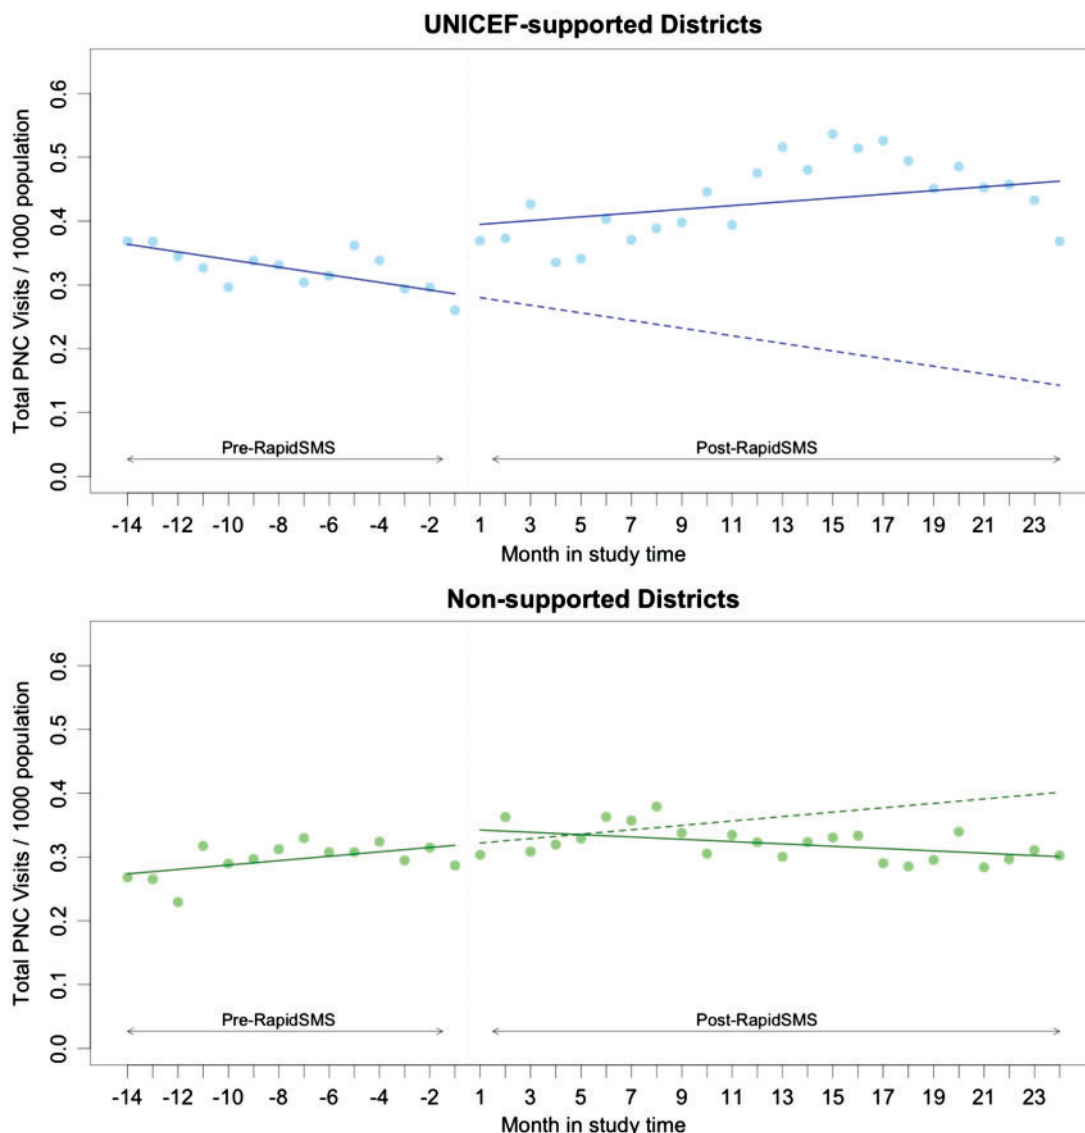 UNICEF-supported Districts
Total PNC Visits / 1000 population
0.6
0.5
0.4
0.3
0.2
0.1
0.0
Pre-RapidSMS Post-RapidSMS
-14 -12 -10 -8 -6 -4 -2 1 3 5 7 9 11 13 15 17 19 21 23
Month in study time
Non-supported Districts
Total PNC Visits / 1000 population
0.6
0.5
0.4
0.3
0.2
0.1
0.0
Pre-RapidSMS Post-RapidSMS
-14 -12 -10 -8 -6 -4 -2 1 3 5 7 9 11 13 15 17 19 21 23
Month in study time